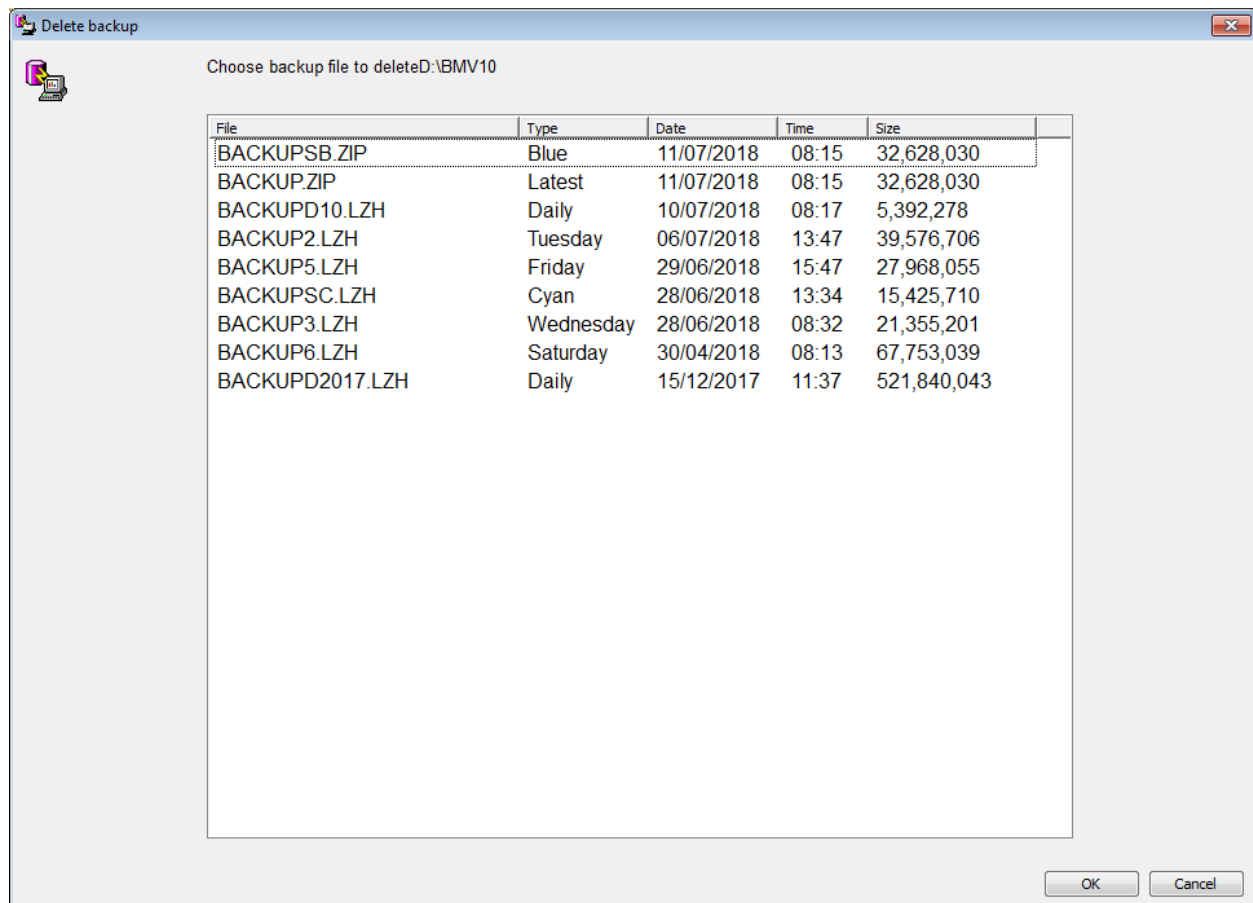 Delete backup
Choose backup file to deleteD:\BMV10
File Type Date Time Size
BACKUPSB.ZIP Blue 11/07/2018 08:15 32,628,030
BACKUP.ZIP Latest 11/07/2018 08:15 32,628,030
BACKUPD10.LZH Daily 10/07/2018 08:17 5,392,278
BACKUP2.LZH Tuesday 06/07/2018 13:47 39,576,706
BACKUP5.LZH Friday 29/06/2018 15:47 27,968,055
BACKUPSC.LZH Cyan 28/06/2018 13:34 15,425,710
BACKUP3.LZH Wednesday 28/06/2018 08:32 21,355,201
BACKUP6.LZH Saturday 30/04/2018 08:13 67,753,039
BACKUPD2017.LZH Daily 15/12/2017 11:37 521,840,043
OK Cancel